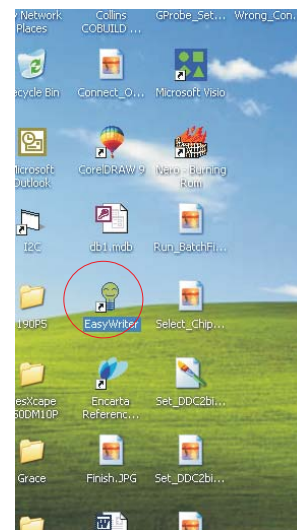 y Network Collins GProbe_Set... Wrong_Con.
Places COBUILD ...
ecycle Bin Connect_O... Microsoft Visio
icrosoft CorelDRAW 9 Nero - Burning
Outlook Rom
I2C db1.mdb Run_BatchFi...
190P5 EasyWriter Select_Chip...
esXcape Encarta Set_DDC2bi...
50DM10P Referenc...
Grace Finish.JPG Set_DDC2bi...